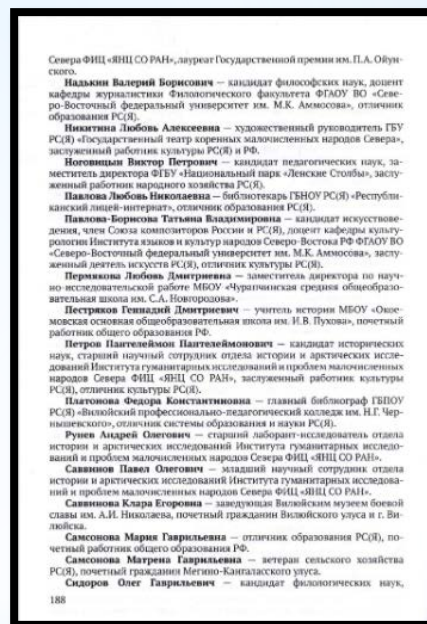 Севера ФИЦ «ЯНЦ СО РАН», лауреат Государственной премии им. П.А. Ойун-
ского.
Надькин Валерий Борисович — кандидат философских наук, доцент
кафедры журналистики Филологического факультета ФГАОУ ВО «Севе-
ро-Восточный федеральный университет им. М.К. Аммосова», отличник
образования РС(Я).
Никитина Любовь Алексеевна — художественный руководитель ГБУ
РС(Я) «Государственный театр коренных малочисленных народов Севера»,
заслуженный работник культуры РС(Я) и РФ.
Ноговицын Виктор Петрович — кандидат педагогических наук, за-
меститель директора ФГБУ «Национальный парк «Ленские Столбы», заслу-
женный работник народного хозяйства РС(Я).
Павлова Любовь Николаевна — библиотекарь ГБНОУ РС(Я) «Республи-
канский лицей-интернат», отличник образования РС(Я).
Павлова-Борисова Татьяна Владимировна — кандидат искусствове-
дения, член Союза композиторов России и РС(Я), доцент кафедры культу-
рологии Института языков и культур народов Северо-Востока РФ ФГАОУ ВО
«Северо-Восточный федеральный университет им. М.К. Аммосова», заслу-
женный деятель искусств РС(Я), отличник культуры РС(Я).
Пермякова Любовь Дмитриевна — заместитель директора по науч-
но-исследовательской работе МБОУ «Чурапчинская средняя общеобразо-
вательная школа им. С.А. Новгородова».
Пестряков Геннадий Дмитриевич — учитель истории МБОУ «Окое-
мовская основная общеобразовательная школа им. И.В. Пухова», почетный
работник общего образования РФ.
Петров Пантелеймон Пантелеймонович — кандидат исторических
наук, старший научный сотрудник отдела истории и арктических иссле-
дований Института гуманитарных исследований и проблем малочисленных
народов Севера ФИЦ «ЯНЦ СО РАН», заслуженный работник культуры
РС(Я), отличник культуры РС(Я).
Платонова Федора Константиновна — главный библиограф ГБПОУ
РС(Я) «Вилюйский профессионально-педагогический колледж им. Н.Г. Чер-
нышевского», отличник системы образования и науки РС(Я).
Рунев Андрей Олегович — старший лаборант-исследователь отдела
истории и арктических исследований Института гуманитарных исследо-
ваний и проблем малочисленных народов Севера ФИЦ «ЯНЦ СО РАН».
Саввинов Павел Олегович — младший научный сотрудник отдела
истории и арктических исследований Института гуманитарных исследова-
ний и проблем малочисленных народов Севера ФИЦ «ЯНЦ СО РАН».
Саввинова Клара Егоровна — заведующая Вилюйским музеем боевой
славы им. А.И. Николаева, почетный гражданин Вилюйского улуса и г. Ви-
люйска.
Самсонова Мария Гаврильевна — отличник образования РС(Я), по-
четный работник общего образования РФ.
Самсонова Матрена Гаврильевна — ветеран сельского хозяйства
РС(Я), почетный гражданин Мегино-Кангаласского улуса.
Сидоров Олег Гаврильевич — кандидат филологических наук,
188